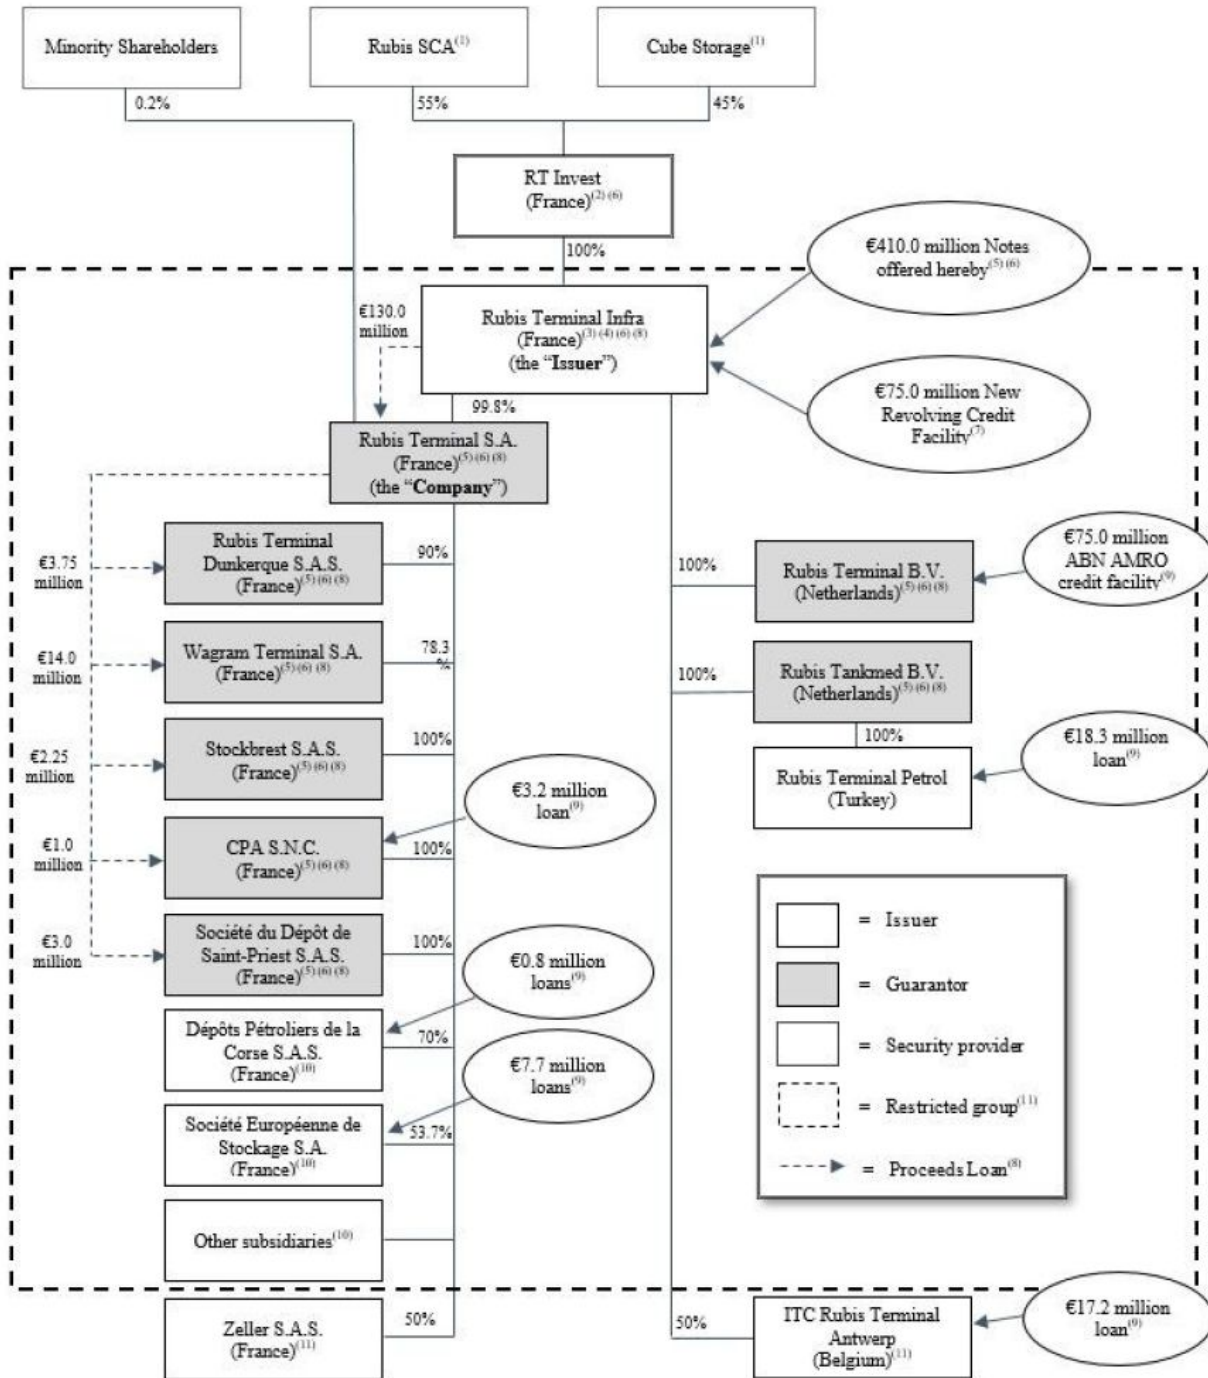 Minority Shareholders
Rubis SCA(1)
Cube Storage(1)
0.2%
55%
45%
RT Invest
(France)(2) (6)
100%
€410.0 million Notes
offered hereby(5) (6)
€130.0
million
Rubis Terminal Infra
(France)(3) (4) (6) (8)
(the “Issuer”)
€75.0 million New
Revolving Credit
Facility(7)
99.8%
Rubis Terminal S.A.
(France)(5) (6) (8)
(the “Company”)
€3.75
million
Rubis Terminal
Dunkerque S.A.S.
(France)(5) (6) (8)
90%
100%
Rubis Terminal B.V.
(Netherlands)(5) (6) (8)
€75.0 million
ABN AMRO
credit facility(9)
€14.0
million
Wagram Terminal S.A.
(France)(5) (6) (8)
78.3
%
100%
Rubis Tankmed B.V.
(Netherlands)(5) (6) (8)
100%
€2.25
million
Stockbrest S.A.S.
(France)(5) (6) (8)
100%
€18.3 million
loan(9)
Rubis Terminal Petrol
(Turkey)
€3.2 million
loan(9)
€1.0
million
CPA S.N.C.
(France)(5) (6) (8)
100%
€3.0
million
Société du Dépôt de
Saint-Priest S.A.S.
(France)(5) (6) (8)
100%
€0.8 million
loans(9)
Dépôts Pétroliers de la
Corse S.A.S.
(France)(10)
70%
€7.7 million
loans(9)
Société Européenne de
Stockage S.A.
(France)(10)
53.7%
Other subsidiaries(10)
= Issuer
= Guarantor
= Security provider
= Restricted group(11)
= Proceeds Loan(8)
Zeller S.A.S.
(France)(11)
50%
50%
ITC Rubis Terminal
Antwerp
(Belgium)(11)
€17.2 million
loan(9)